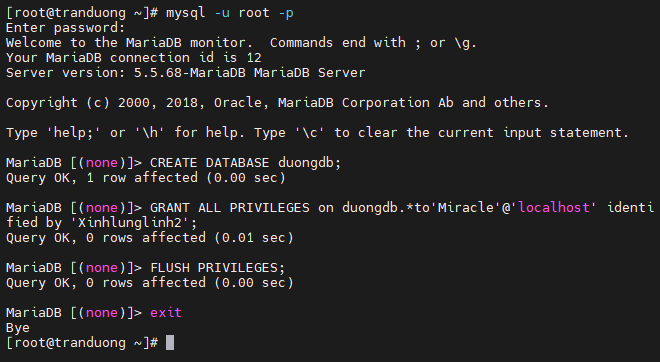 [root@tranduong ~]# mysql -u root -p
Enter password:
Welcome to the MariaDB monitor.  Commands end with ; or \g.
Your MariaDB connection id is 12
Server version: 5.5.68-MariaDB MariaDB Server
Copyright (c) 2000, 2018, Oracle, MariaDB Corporation Ab and others.
Type 'help;' or '\h' for help. Type '\c' to clear the current input statement.
MariaDB [(none)]> CREATE DATABASE duongdb;
Query OK, 1 row affected (0.00 sec)
MariaDB [(none)]> GRANT ALL PRIVILEGES on duongdb.*to'Miracle'@'localhost' identi
fied by 'Xinhlunglinh2';
Query OK, 0 rows affected (0.01 sec)
MariaDB [(none)]> FLUSH PRIVILEGES;
Query OK, 0 rows affected (0.00 sec)
MariaDB [(none)]> exit
Bye
[root@tranduong ~]#